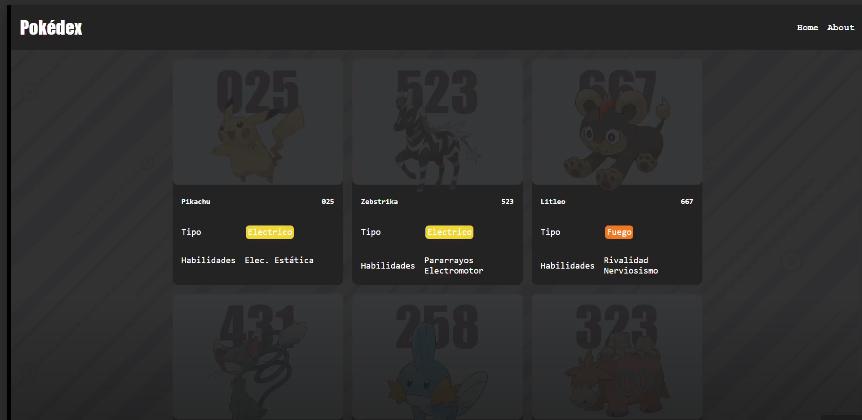 Pokédex
Home About
025 523 667
Pikachu 025
Zebstrika 523
Litleo 667
Tipo Electrico
Tipo Electrico
Tipo Fuego
Habilidades Elec. Estática
Habilidades Pararrayos
Electromotor
Habilidades Rivalidad
Nerviosismo
431 258 323